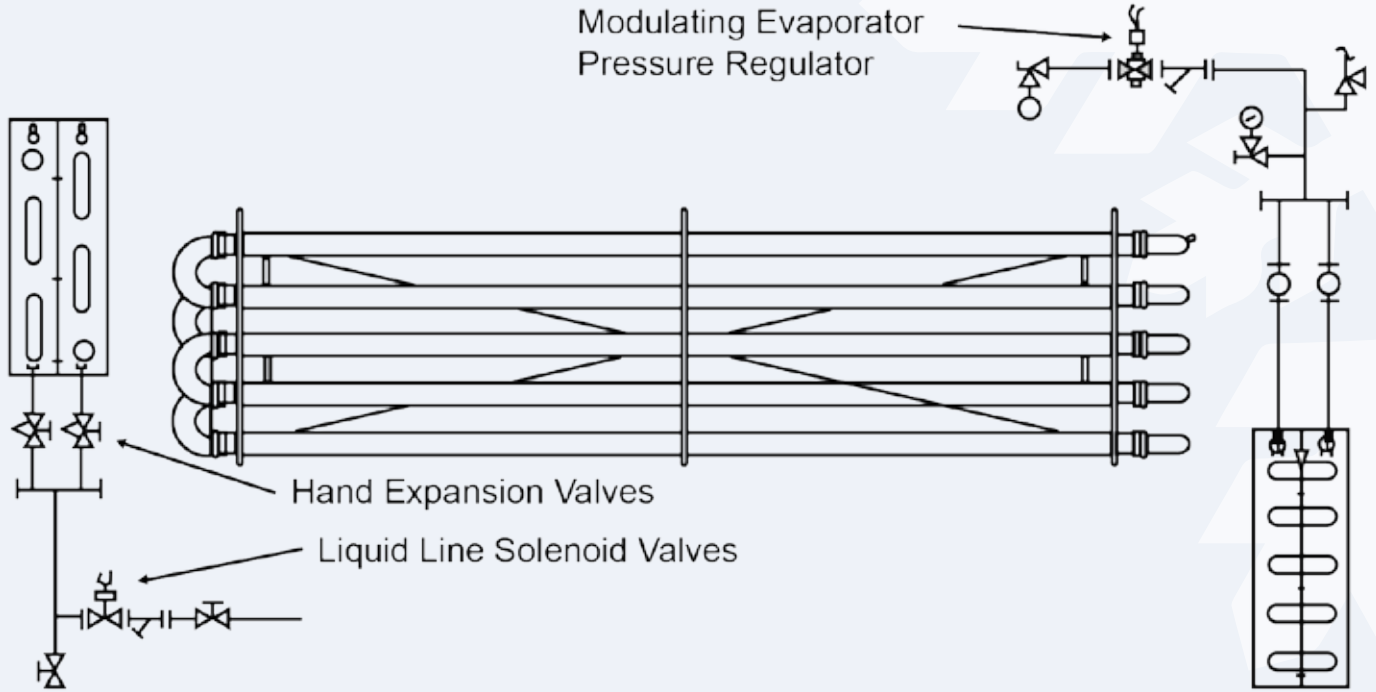 Modulating Evaporator
Pressure Regulator
Hand Expansion Valves
Liquid Line Solenoid Valves